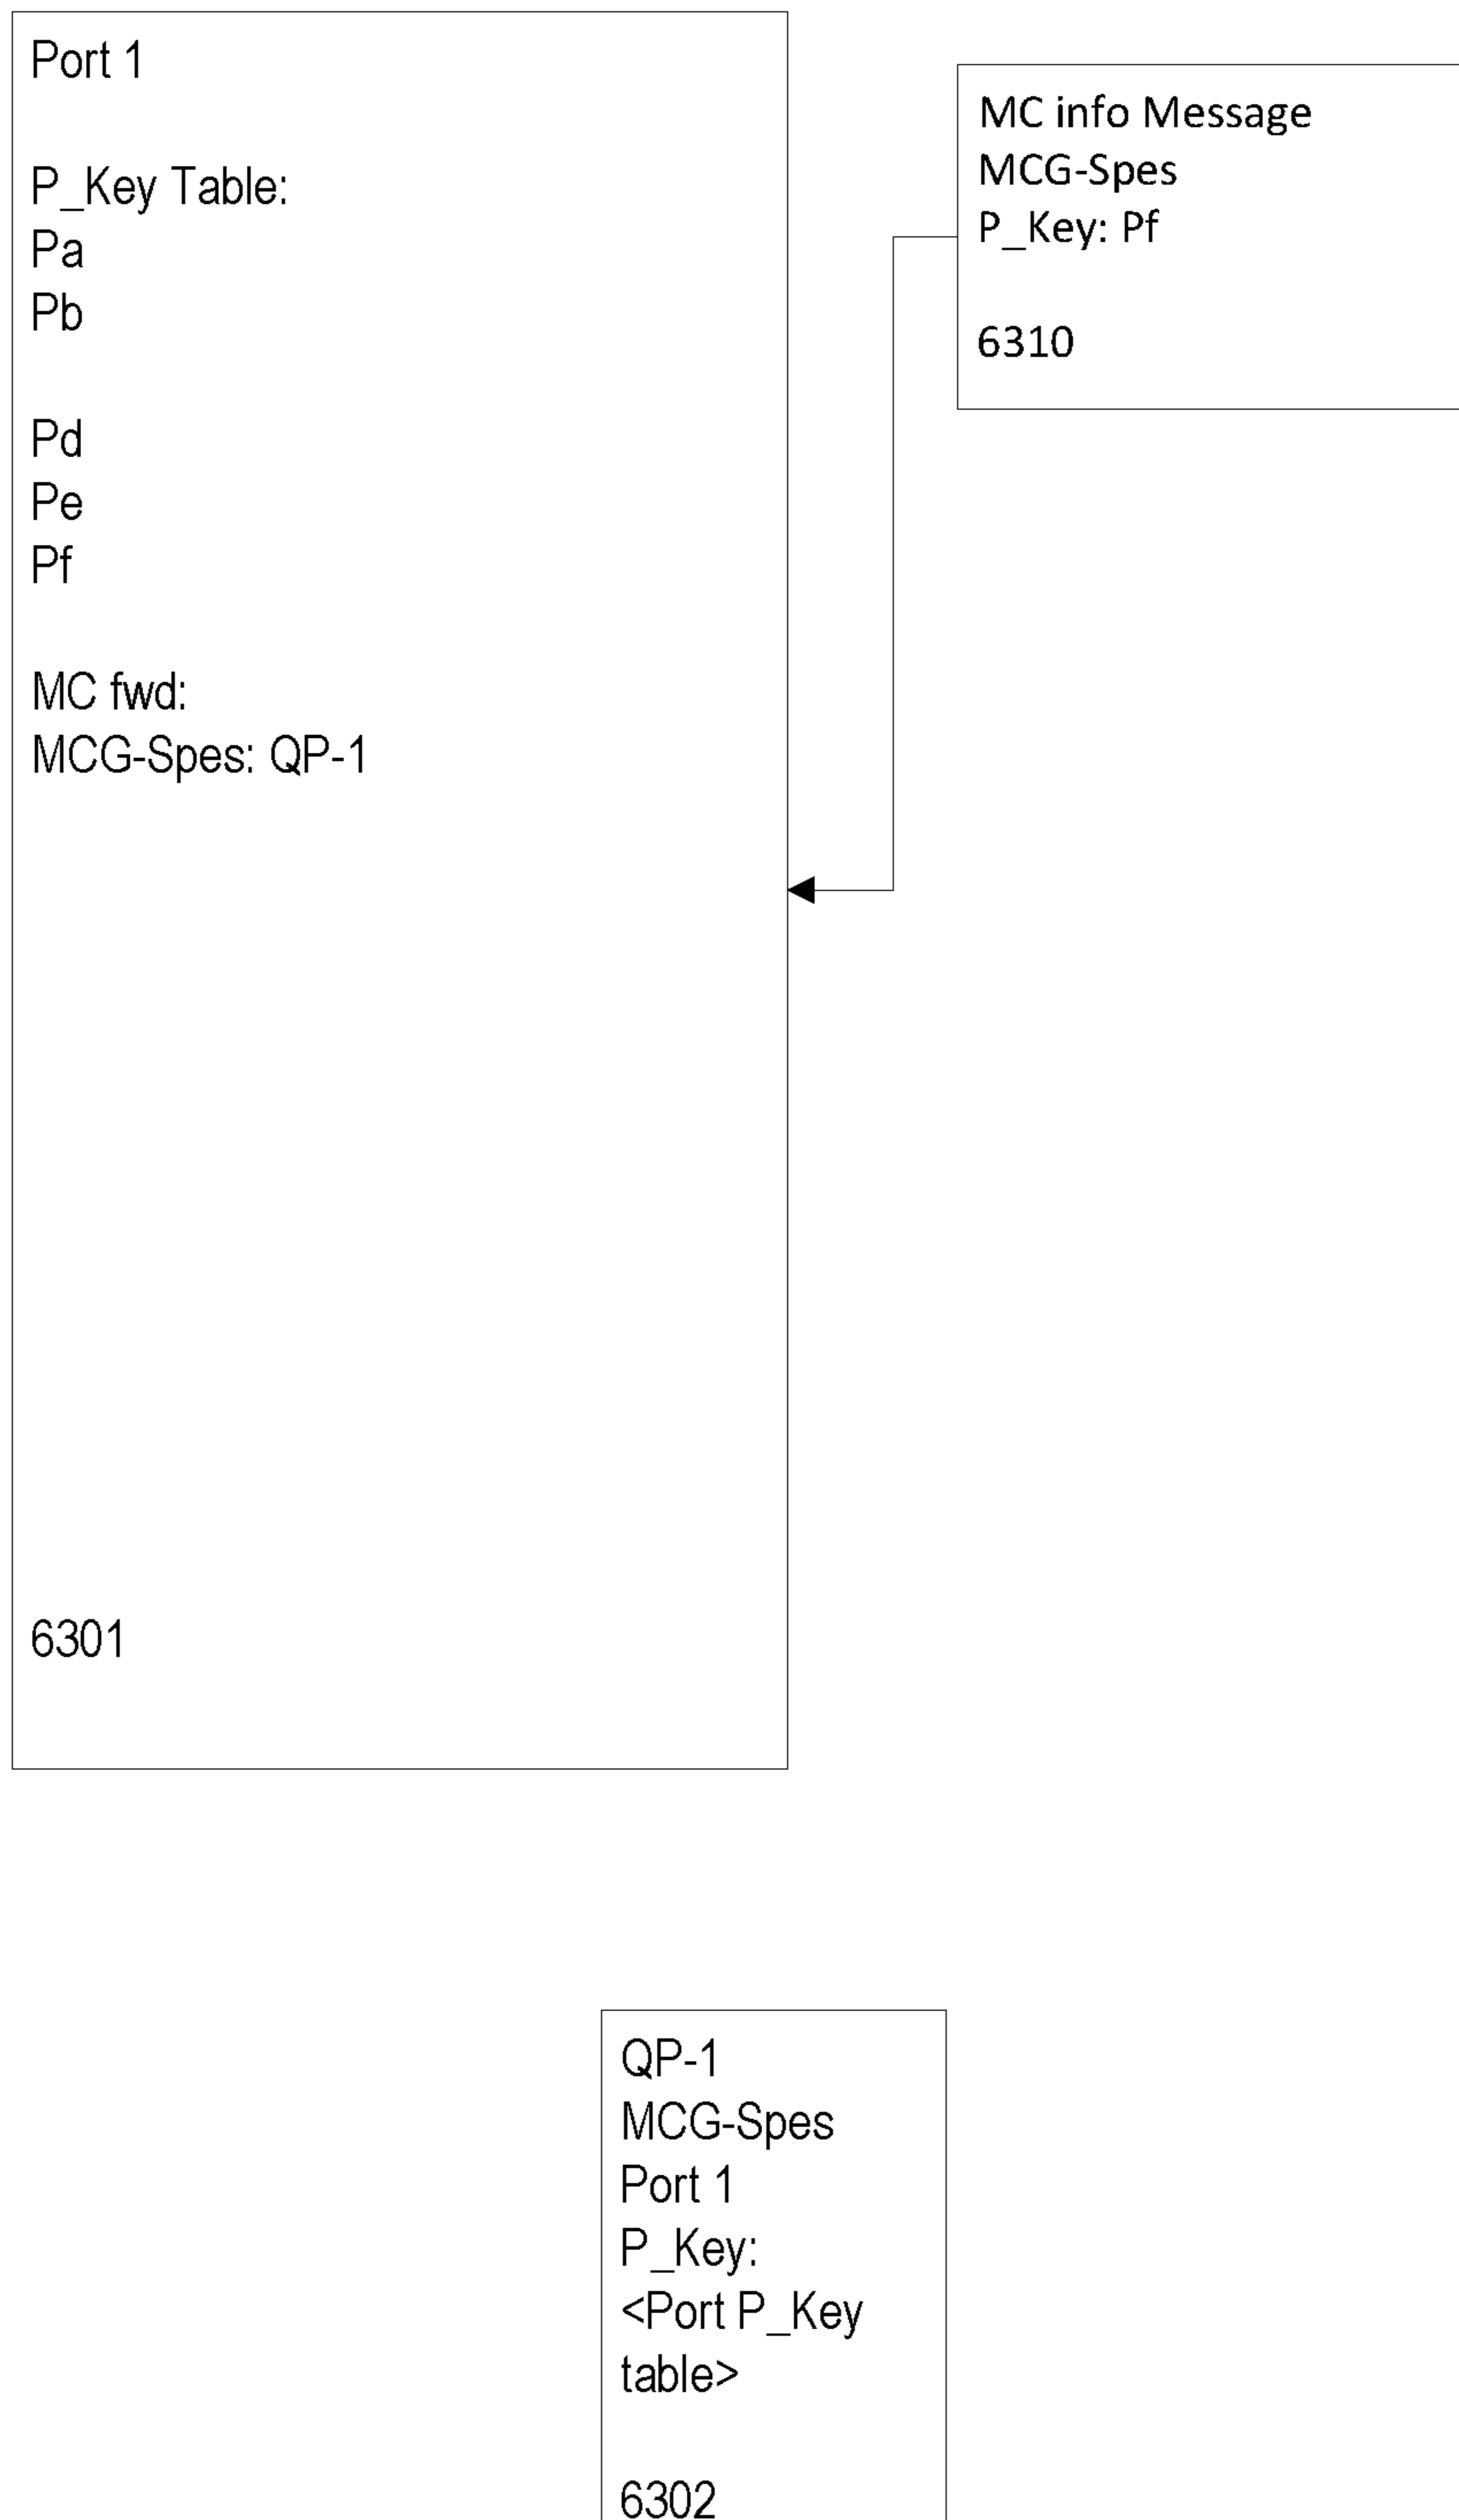 Port 1
P_Key Table:
Pa
Pb
Pd
Pe
Pf
MC fwd:
MCG-Spes: QP-1
6301
MC info Message
MCG-Spes
P_Key: Pf
6310
QP-1
MCG-Spes
Port 1
P_Key:
<Port P_Key
table>
6302